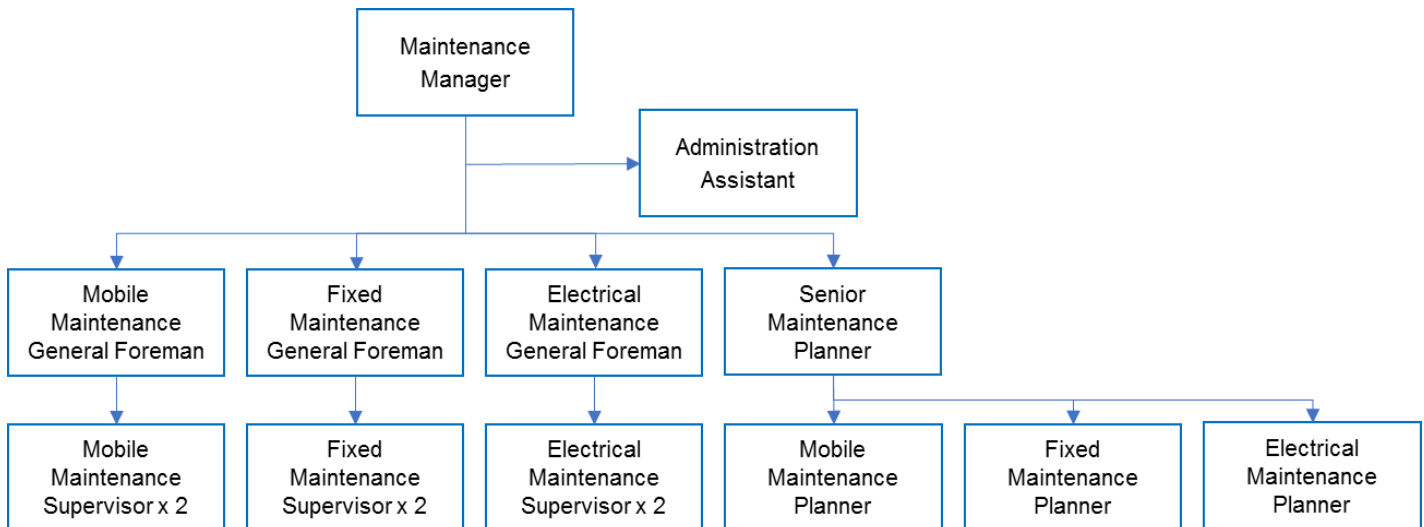 Maintenance
Manager
Administration
Assistant
Mobile
Maintenance
General Foreman
Fixed
Maintenance
General Foreman
Electrical
Maintenance
General Foreman
Senior
Maintenance
Planner
Mobile
Maintenance
Supervisor x 2
Fixed
Maintenance
Supervisor x 2
Electrical
Maintenance
Supervisor x 2
Mobile
Maintenance
Planner
Fixed
Maintenance
Planner
Electrical
Maintenance
Planner